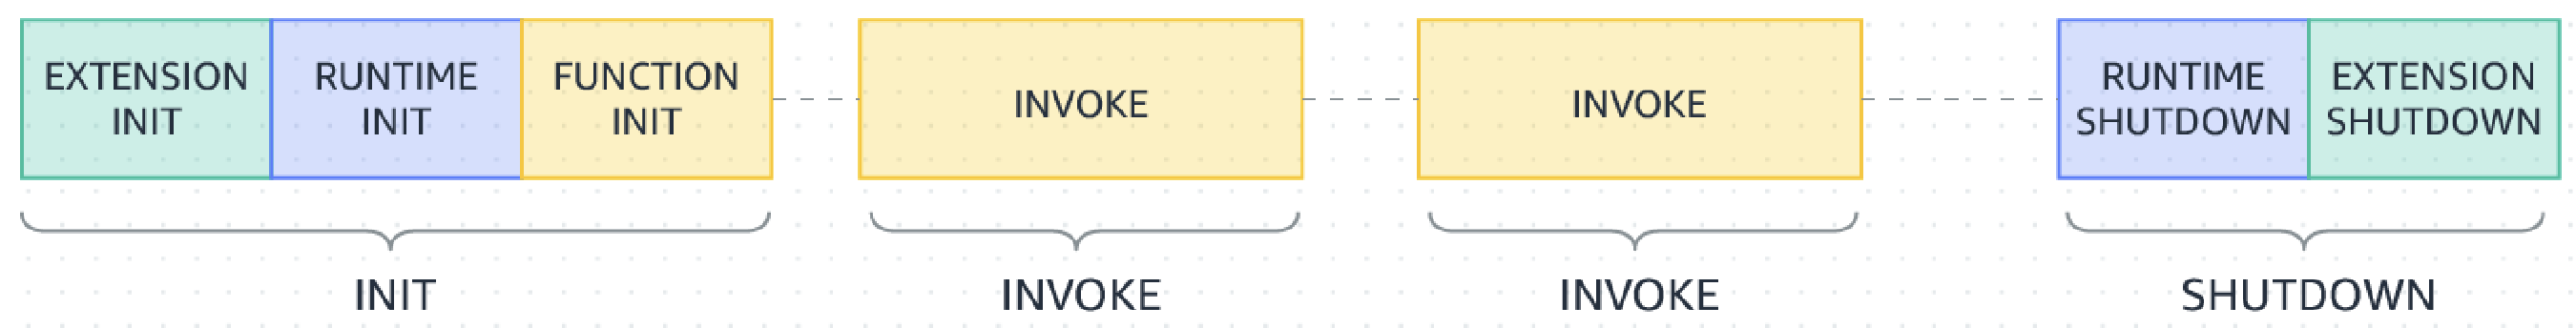 EXTENSION
INIT
RUNTIME
INIT
FUNCTION
INIT
INVOKE
INVOKE
RUNTIME
SHUTDOWN
EXTENSION
SHUTDOWN
INIT
INVOKE
INVOKE
SHUTDOWN